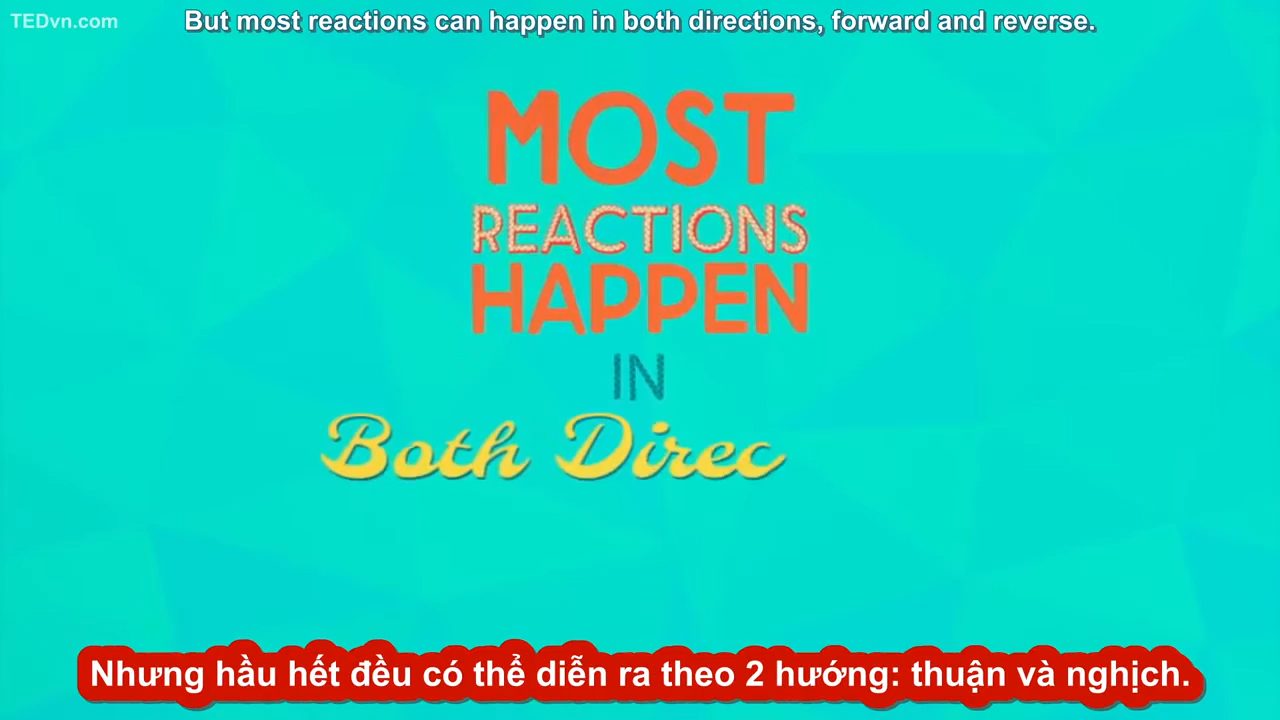 TEDvn.com
But most reactions can happen in both directions, forward and reverse.
MOST
REACTIONS
HAPPEN
IN
Both Direc
Nhưng hầu hết đều có thể diễn ra theo 2 hướng: thuận và nghịch.